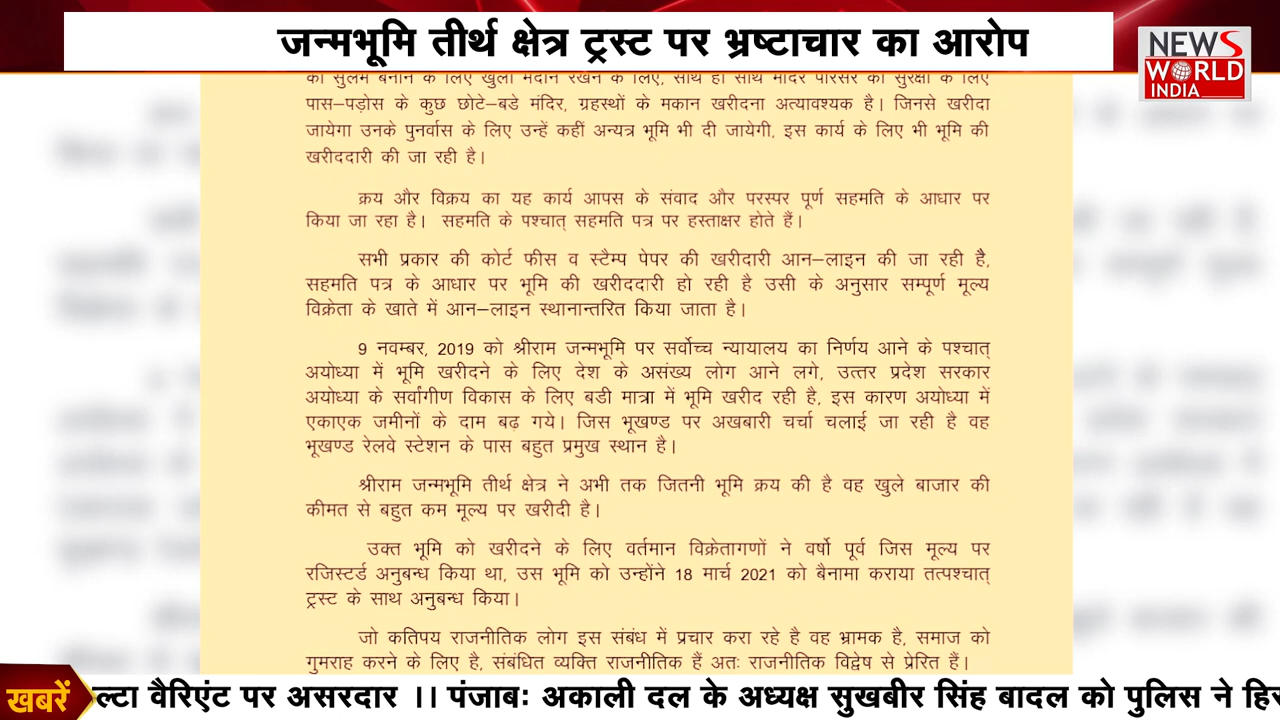 जन्मभूमि तीर्थ क्षेत्र ट्रस्ट पर भ्रष्टाचार का आरोप
NEWS
WORLD
INDIA
को सुलभ बनाने के लिए खुला मैदान रखने के लिए, साथ ही साथ मंदिर परिसर की सुरक्षा के लिए
पास–पड़ोस के कुछ छोटे–बडे मंदिर, ग्रहस्थों के मकान खरीदना अत्यावश्यक है। जिनसे खरीदा
जायेगा उनके पुनर्वास के लिए उन्हें कहीं अन्यत्र भूमि भी दी जायेगी, इस कार्य के लिए भी भूमि की
खरीददारी की जा रही है।
क्रय और विक्रय का यह कार्य आपस के संवाद और परस्पर पूर्ण सहमति के आधार पर
किया जा रहा है। सहमति के पश्चात् सहमति पत्र पर हस्ताक्षर होते हैं।
सभी प्रकार की कोर्ट फीस व स्टैम्प पेपर की खरीदारी आन–लाइन की जा रही है,
सहमति पत्र के आधार पर भूमि की खरीददारी हो रही है उसी के अनुसार सम्पूर्ण मूल्य
विक्रेता के खाते में आन–लाइन स्थानान्तरित किया जाता है।
9 नवम्बर, 2019 को श्रीराम जन्मभूमि पर सर्वोच्च न्यायालय का निर्णय आने के पश्चात्
अयोध्या में भूमि खरीदने के लिए देश के असंख्य लोग आने लगे, उत्तर प्रदेश सरकार
अयोध्या के सर्वांगीण विकास के लिए बडी मात्रा में भूमि खरीद रही है, इस कारण अयोध्या में
एकाएक जमीनों के दाम बढ़ गये। जिस भूखण्ड पर अखबारी चर्चा चलाई जा रही है वह
भूखण्ड रेलवे स्टेशन के पास बहुत प्रमुख स्थान है।
श्रीराम जन्मभूमि तीर्थ क्षेत्र ने अभी तक जितनी भूमि क्रय की है वह खुले बाजार की
कीमत से बहुत कम मूल्य पर खरीदी है।
उक्त भूमि को खरीदने के लिए वर्तमान विक्रेतागणों ने वर्षो पूर्व जिस मूल्य पर
रजिस्टर्ड अनुबन्ध किया था, उस भूमि को उन्होंने 18 मार्च 2021 को बैनामा कराया तत्पश्चात्
ट्रस्ट के साथ अनुबन्ध किया।
जो कतिपय राजनीतिक लोग इस संबंध में प्रचार करा रहे है वह भ्रामक है, समाज को
गुमराह करने के लिए है, संबंधित व्यक्ति राजनीतिक हैं अतः राजनीतिक विद्वेष से प्रेरित हैं।
खबरें ल्टा वैरिएंट पर असरदार ।। पंजाबः अकाली दल के अध्यक्ष सुखबीर सिंह बादल को पुलिस ने हिर